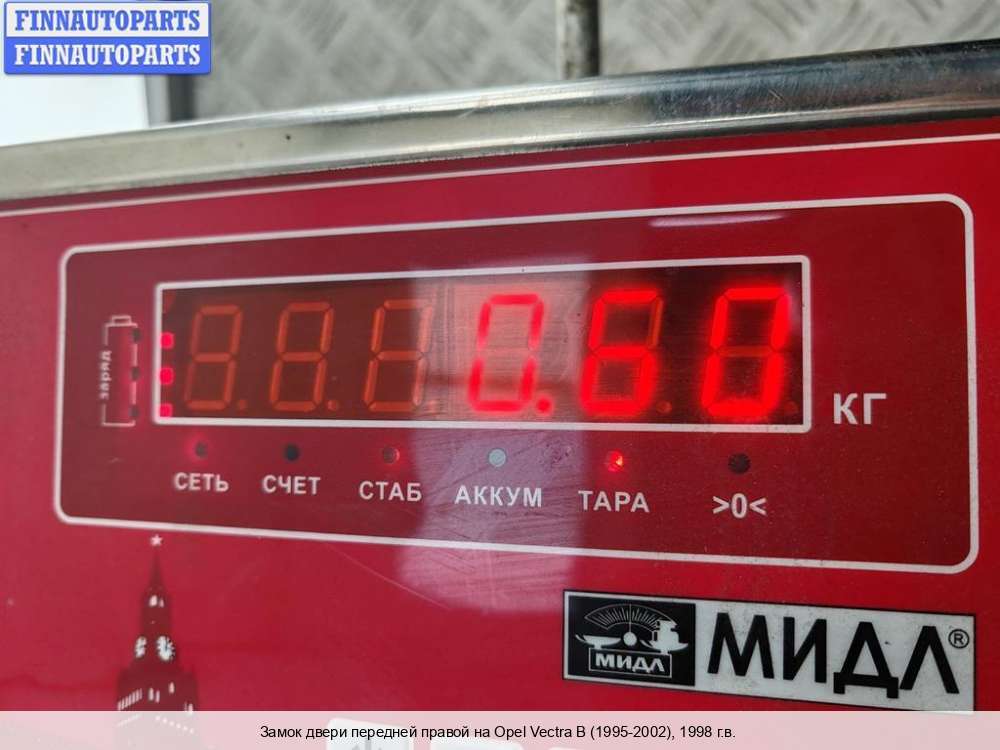 FINNAUTOPARTS
FINNAUTOPARTS
заряд
0.60
КГ
СЕТЬ СЧЕТ СТАБ АККУМ ТАРА >0<
МИДЛ МИДЛ®
Замок двери передней правой на Opel Vectra B (1995-2002), 1998 г.в.